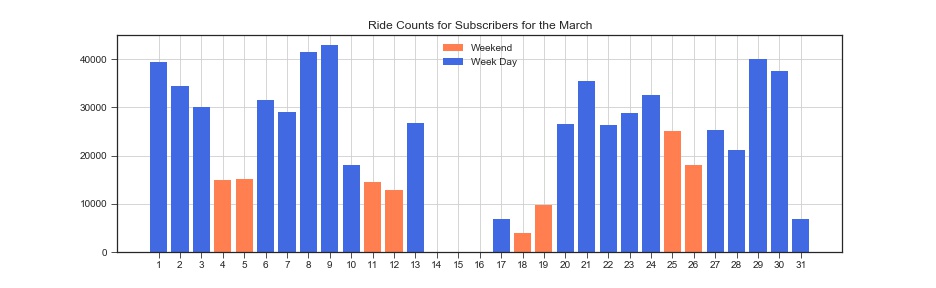 Ride Counts for Subscribers for the March
Weekend
Week Day
40000
30000
20000
10000
0
1 2 3 4 5 6 7 8 9 10 11 12 13 14 15 16 17 18 19 20 21 22 23 24 25 26 27 28 29 30 31